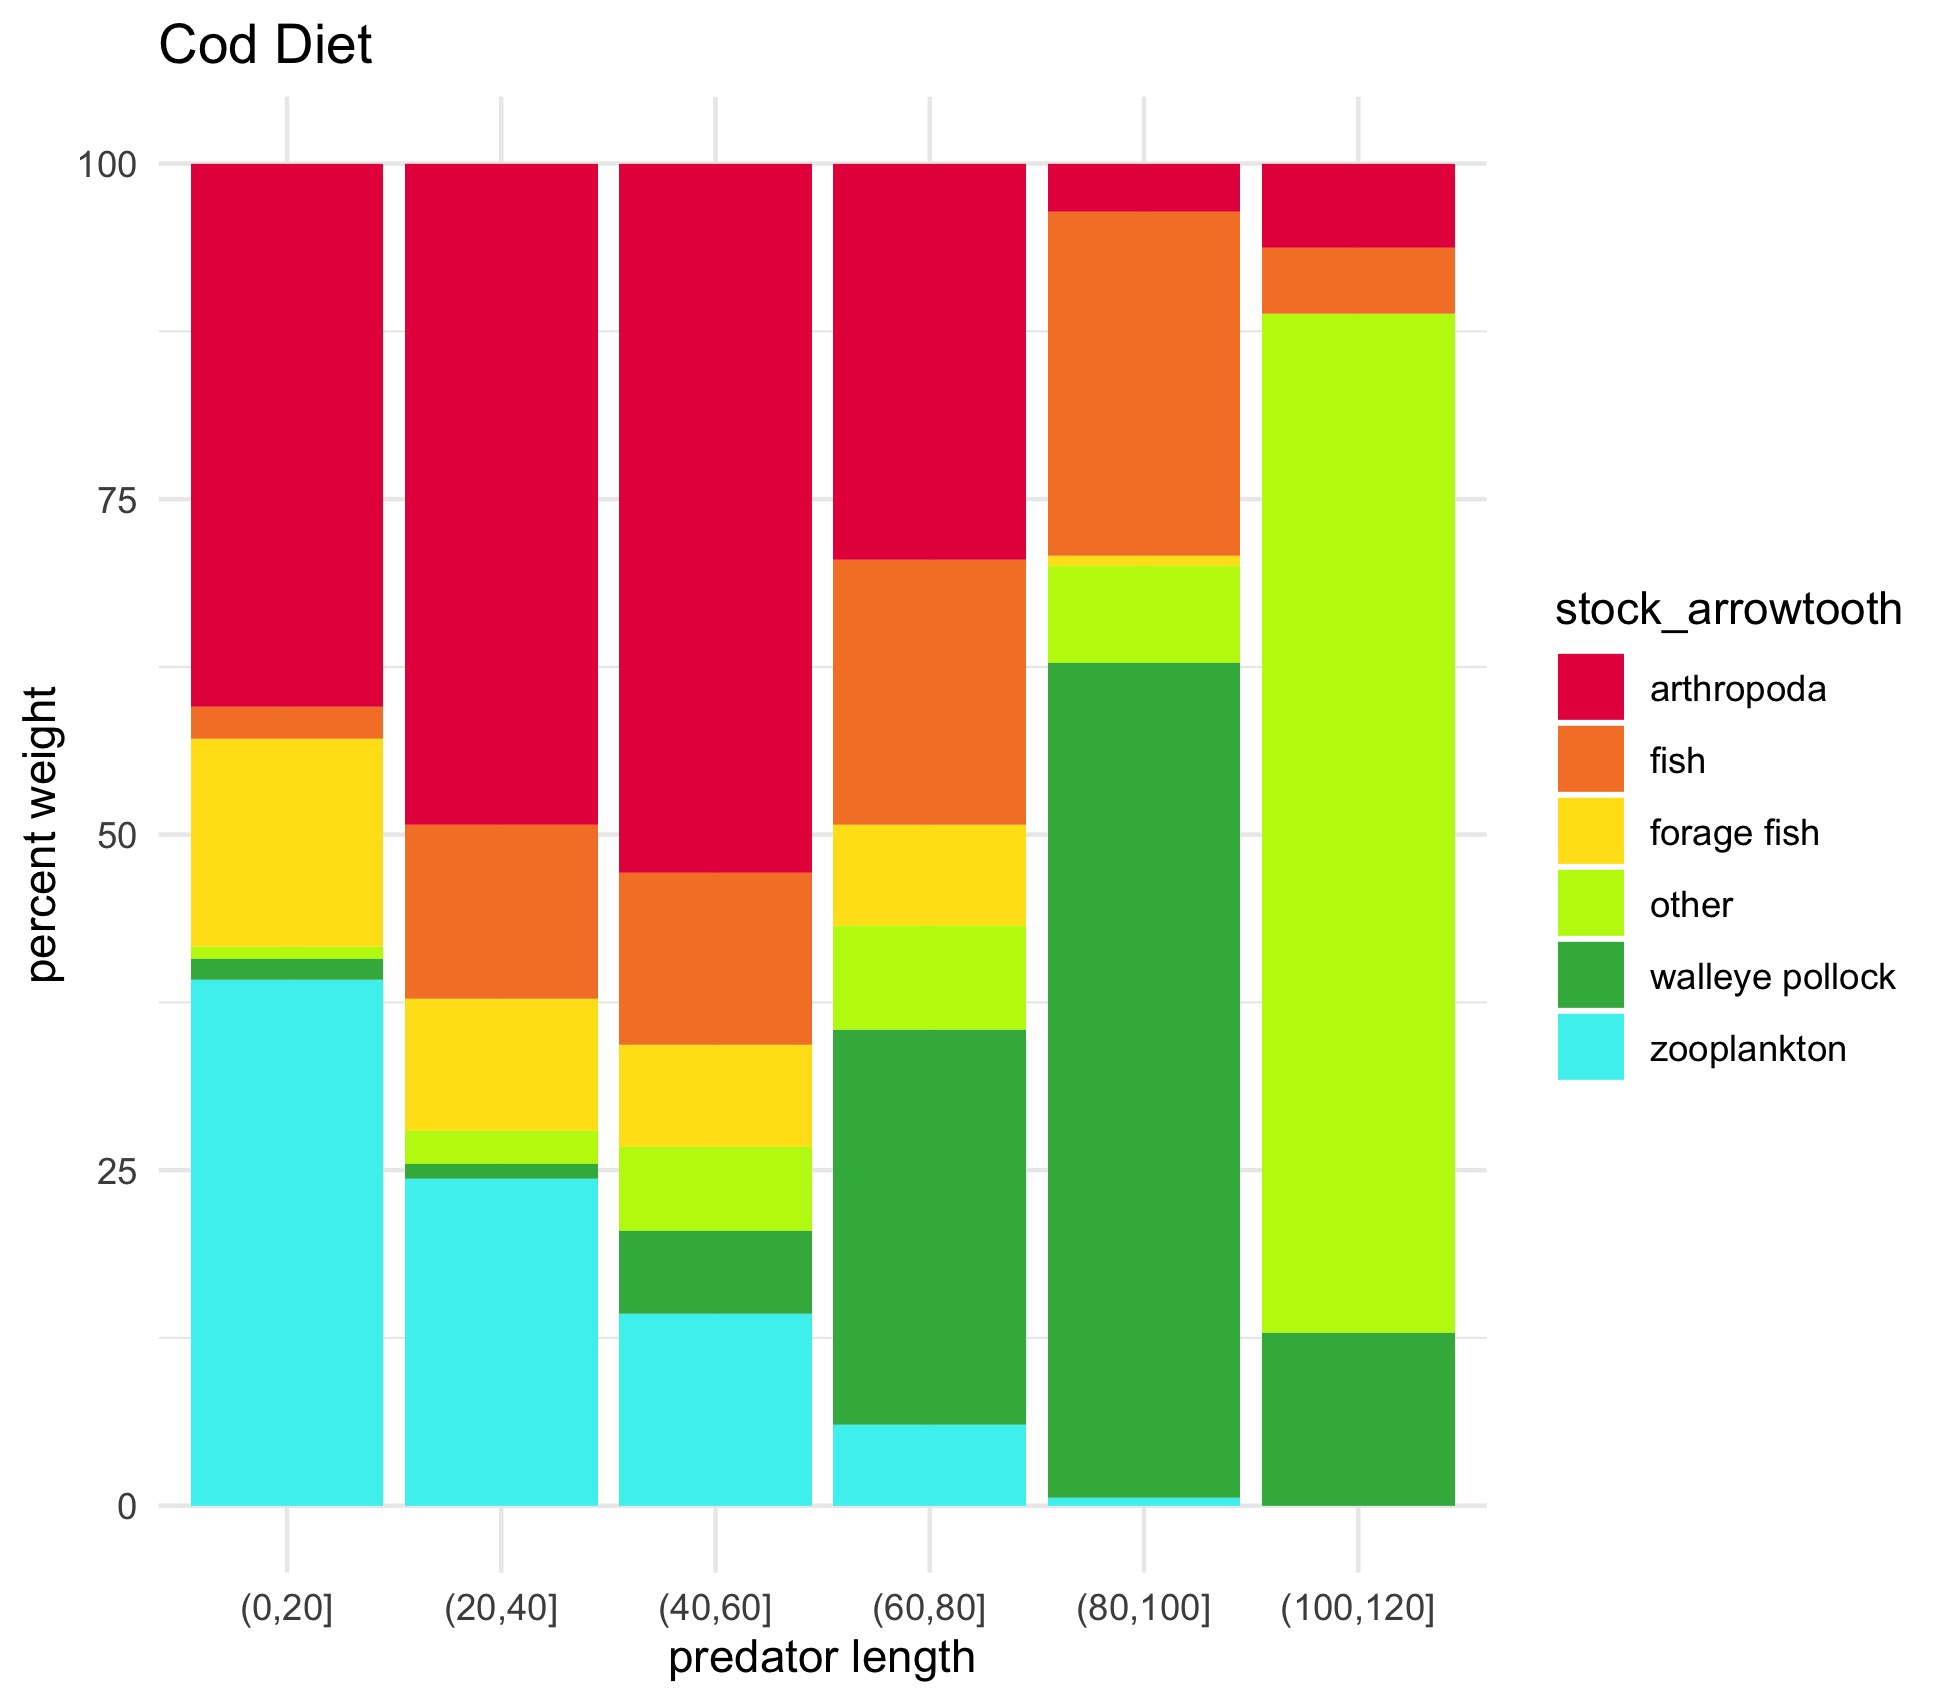 Cod Diet
percent weight
100
75
50
25
0
(0,20]
(20,40]
(40,60]
(60,80]
(80,100]
(100,120]
predator length
stock_arrowtooth
arthropoda
fish
forage fish
other
walleye pollock
zooplankton